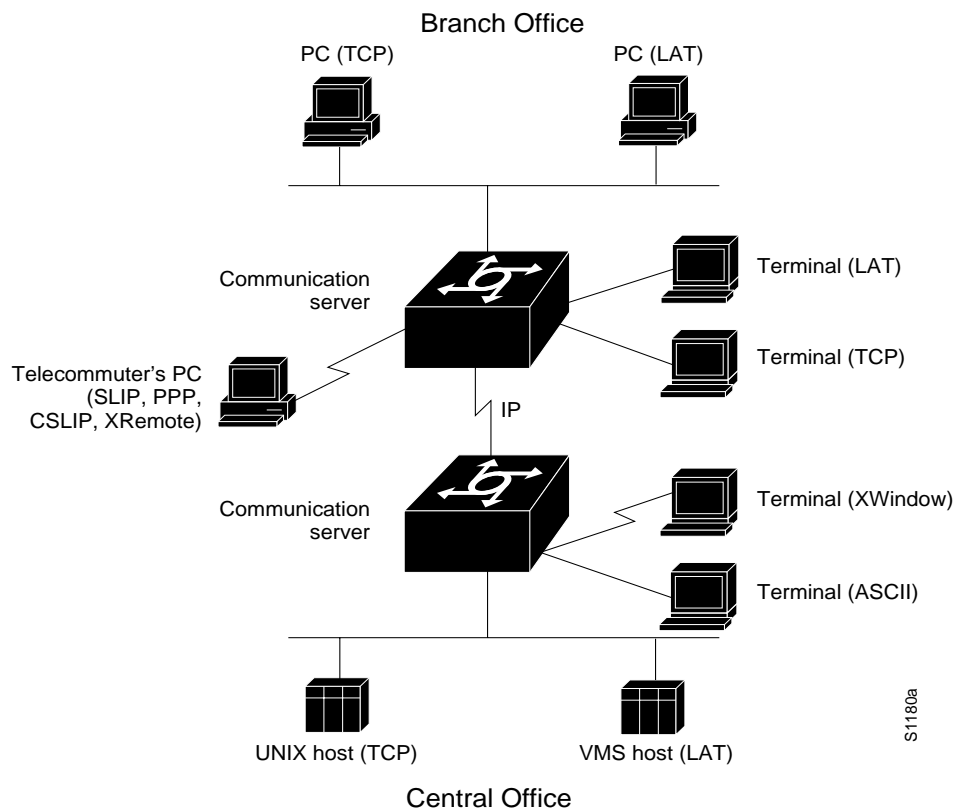 Branch Office
PC (TCP)
PC (LAT)
Communication
server
Terminal (LAT)
Terminal (TCP)
Telecommuter's PC
(SLIP, PPP,
CSLIP, XRemote)
IP
Communication
server
Terminal (XWindow)
Terminal (ASCII)
UNIX host (TCP)
VMS host (LAT)
S1180a
Central Office